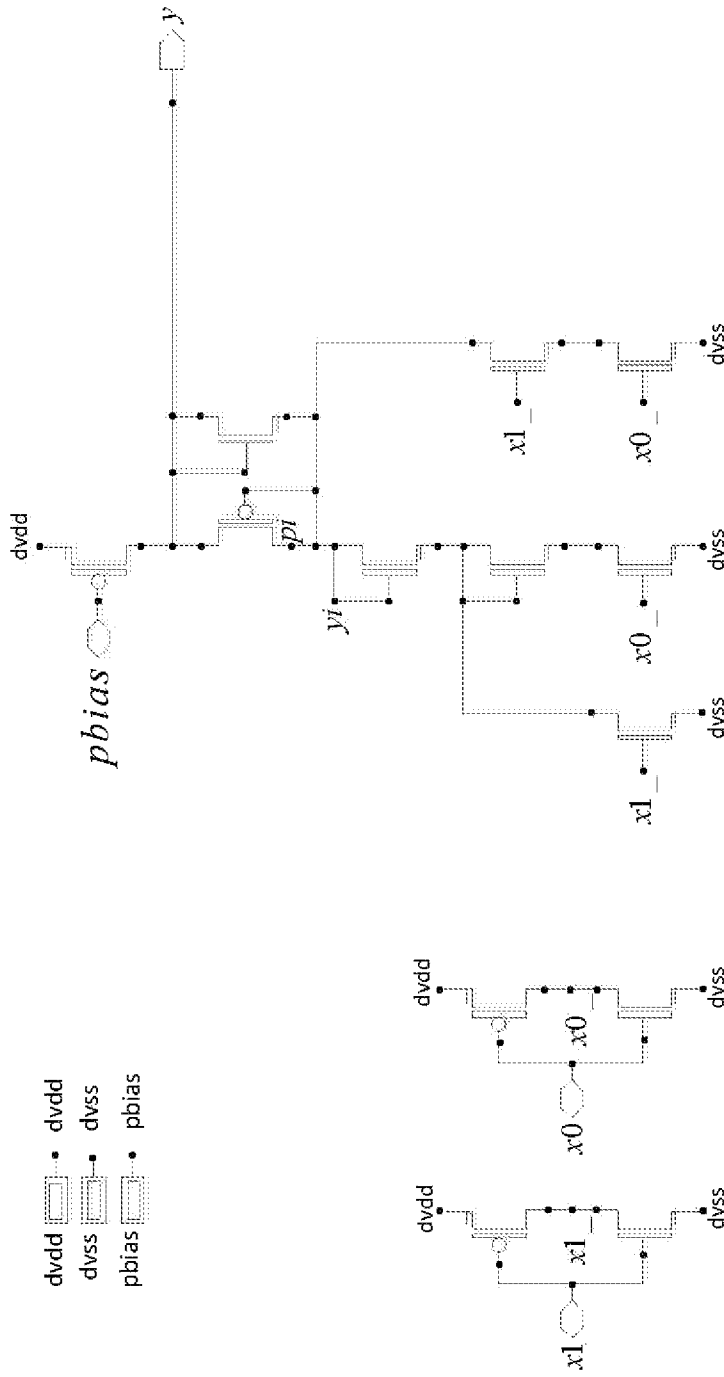 dvdd dvdd
dvss dvss
pbias pbias
pbias
dvdd
y
pi
yi
x1_
x0_
dvss
x0_
dvss
x1_
dvss
x1
dvdd
x1_
dvss
x0
dvdd
x0_
dvss